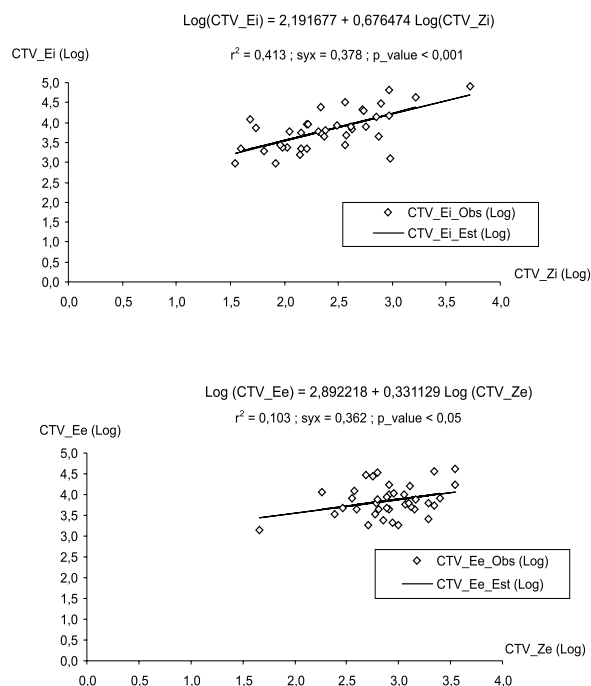 Log(CTV_Ei) = 2,191677 + 0,676474 Log(CTV_Zi)
CTV_Ei (Log)
r² = 0,413 ; syx = 0,378 ; p_value < 0,001
5,0
4,5
4,0
3,5
3,0
2,5
2,0
1,5
1,0
0,5
0,0
CTV_Ei_Obs (Log)
CTV_Ei_Est (Log)
CTV_Zi (Log)
0,0 0,5 1,0 1,5 2,0 2,5 3,0 3,5 4,0
Log (CTV_Ee) = 2,892218 + 0,331129 Log (CTV_Ze)
r² = 0,103 ; syx = 0,362 ; p_value < 0,05
CTV_Ee (Log)
5,0
4,5
4,0
3,5
3,0
2,5
2,0
1,5
1,0
0,5
0,0
CTV_Ee_Obs (Log)
CTV_Ee_Est (Log)
CTV_Ze (Log)
0.0 0.5 1.0 1.5 2.0 2.5 3.0 3.5 4.0